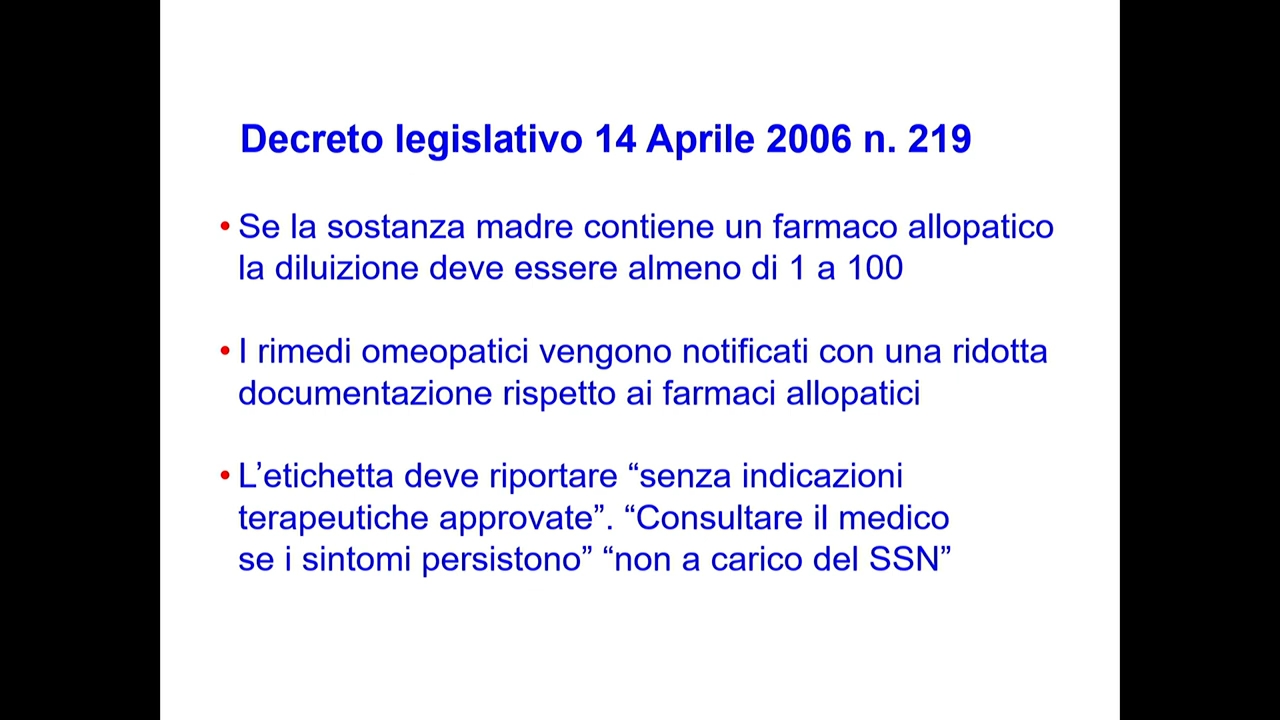 Decreto legislativo 14 Aprile 2006 n. 219
• Se la sostanza madre contiene un farmaco allopatico
la diluizione deve essere almeno di 1 a 100
• I rimedi omeopatici vengono notificati con una ridotta
documentazione rispetto ai farmaci allopatici
• L’etichetta deve riportare “senza indicazioni
terapeutiche approvate”. “Consultare il medico
se i sintomi persistono” “non a carico del SSN”